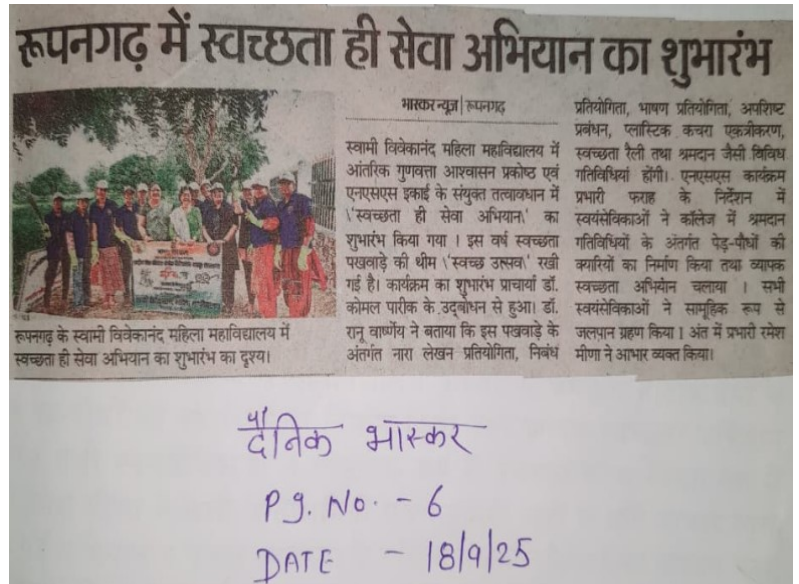 रूपनगढ़ में स्वच्छता ही सेवा अभियान का शुभारंभ
रूपनगढ़ के स्वामी विवेकानंद महिला महाविद्यालय में
स्वच्छता ही सेवा अभियान का शुभारंभ का दृश्य।
भास्कर न्यूज | रूपनगढ़
स्वामी विवेकानंद महिला महाविद्यालय में
आंतरिक गुणवत्ता आश्वासन प्रकोष्ठ एवं
एनएसएस इकाई के संयुक्त तत्वावधान में
\'स्वच्छता ही सेवा अभियान\' का
शुभारंभ किया गया । इस वर्ष स्वच्छता
पखवाड़े की थीम \'स्वच्छ उत्सव\' रखी
गई है। कार्यक्रम का शुभारंभ प्राचार्या डॉ.
कोमल पारीक के उद्बोधन से हुआ। डॉ.
रानू वार्ष्णेय ने बताया कि इस पखवाड़े के
अंतर्गत नारा लेखन प्रतियोगिता, निबंध
प्रतियोगिता, भाषण प्रतियोगिता, अपशिष्ट
प्रबंधन, प्लास्टिक कचरा एकत्रीकरण,
स्वच्छता रैली तथा श्रमदान जैसी विविध
गतिविधियां होंगी। एनएसएस कार्यक्रम
प्रभारी फराह के निर्देशन में
स्वयंसेविकाओं ने कॉलेज में श्रमदान
गतिविधियों के अंतर्गत पेड़-पौधों की
क्यारियों का निर्माण किया तथा व्यापक
स्वच्छता अभियान चलाया । सभी
स्वयंसेविकाओं ने सामूहिक रूप से
जलपान ग्रहण किया। अंत में प्रभारी रमेश
मीणा ने आभार व्यक्त किया।
दैनिक भास्कर
Pg. No. - 6
DATE - 18/9/25